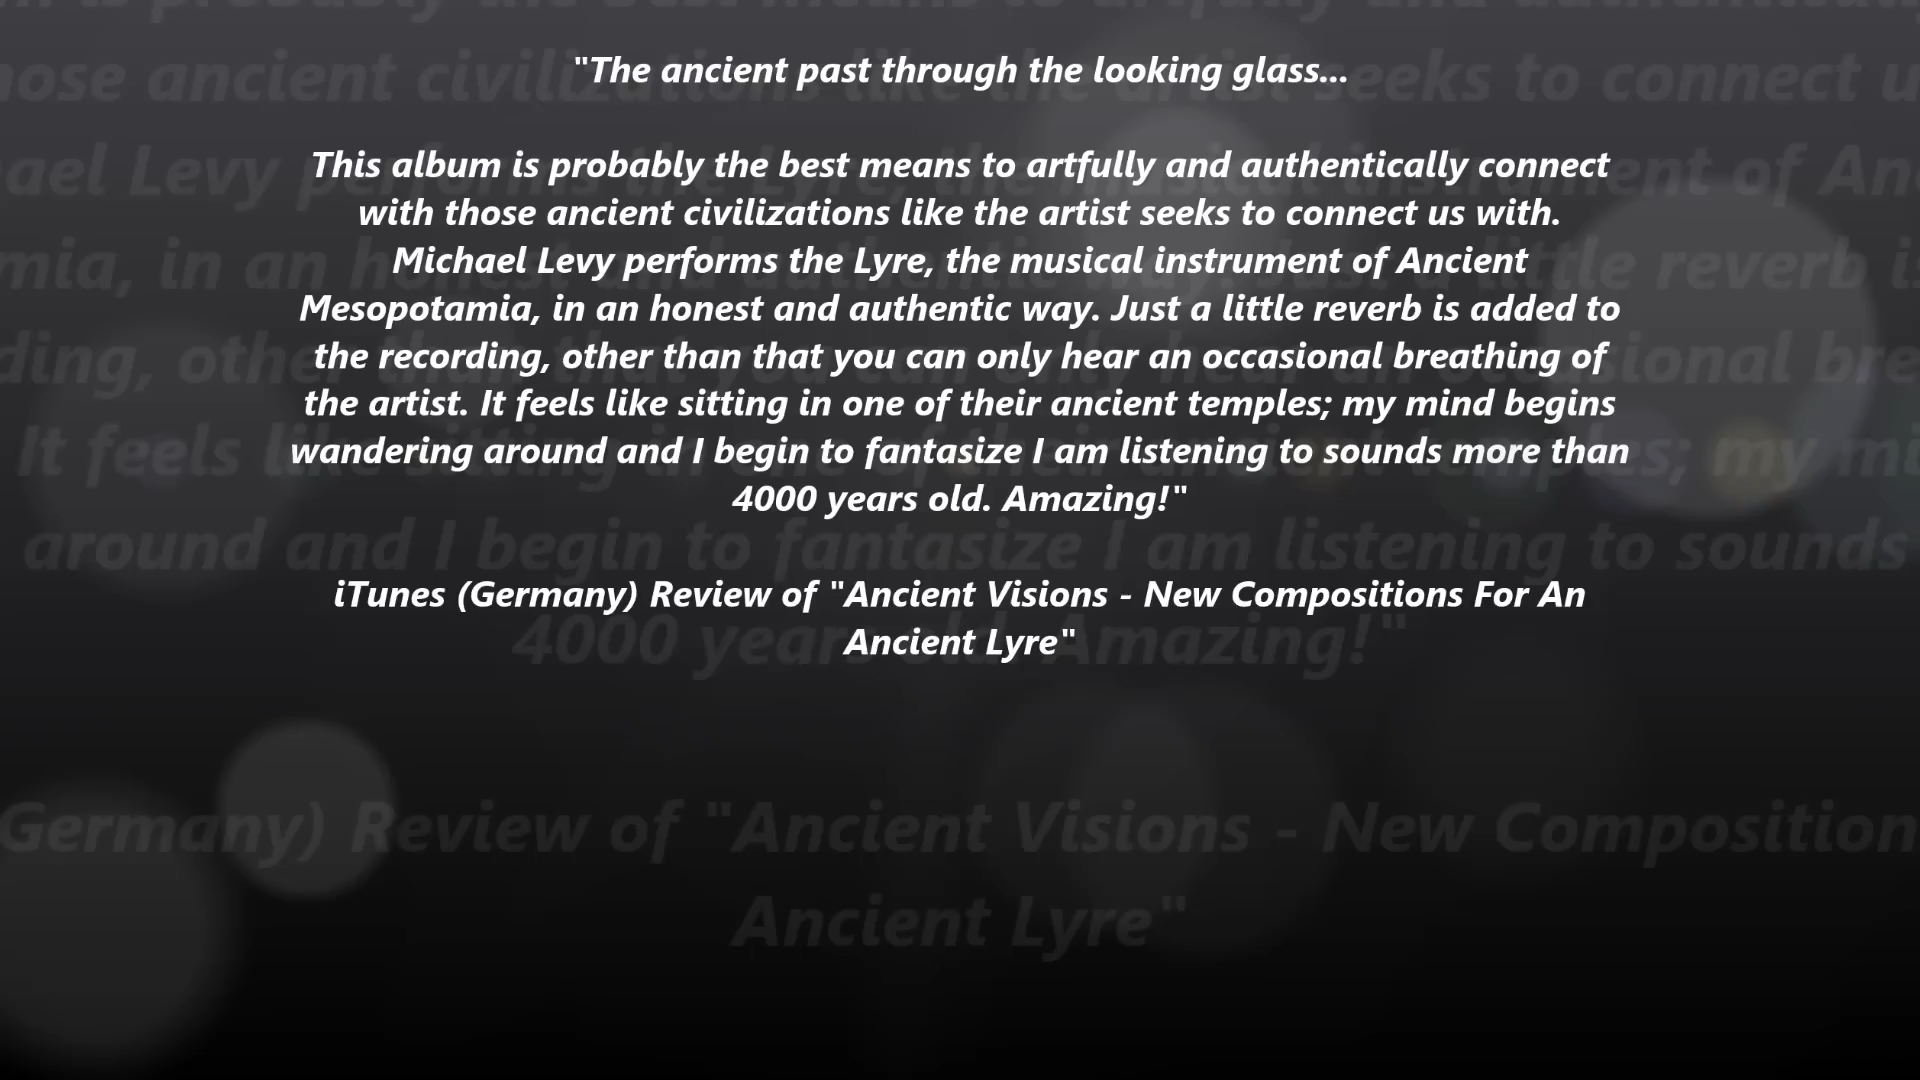 "The ancient past through the looking glass...
This album is probably the best means to artfully and authentically connect
with those ancient civilizations like the artist seeks to connect us with.
Michael Levy performs the Lyre, the musical instrument of Ancient
Mesopotamia, in an honest and authentic way. Just a little reverb is added to
the recording, other than that you can only hear an occasional breathing of
the artist. It feels like sitting in one of their ancient temples; my mind begins
wandering around and I begin to fantasize I am listening to sounds more than
4000 years old. Amazing!"
iTunes (Germany) Review of "Ancient Visions - New Compositions For An
Ancient Lyre"